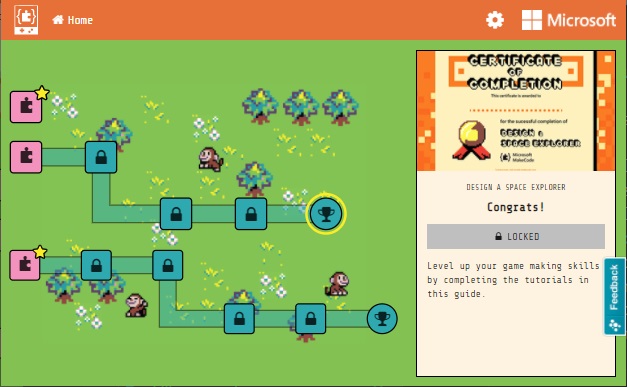 Home
Microsoft
CERTIFICATE
OF
COMPLETION
This certificate is awarded to
for the successful completion of
DESIGN A
SPACE EXPLORER
Microsoft
MakeCode
DESIGN A SPACE EXPLORER
Congrats!
LOCKED
Level up your game making skills
by completing the tutorials in
this guide.
Feedback